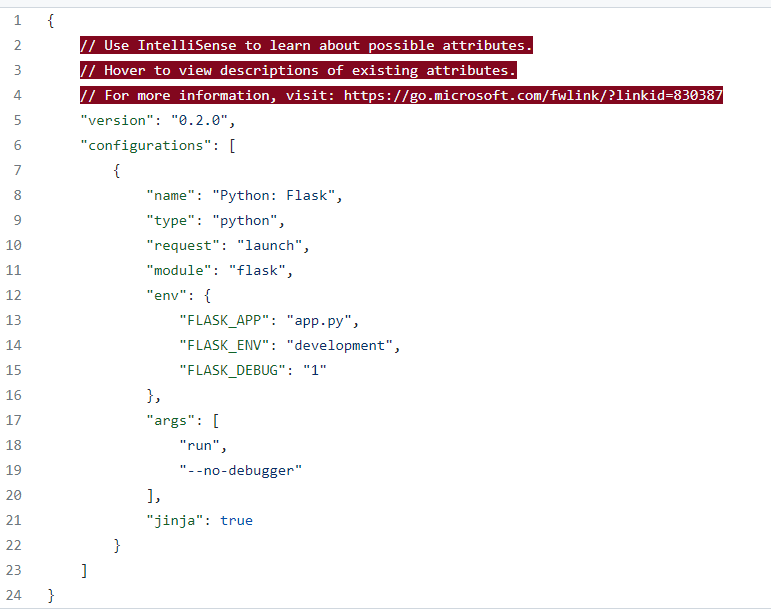 1 {
2 // Use IntelliSense to learn about possible attributes.
3 // Hover to view descriptions of existing attributes.
4 // For more information, visit: https://go.microsoft.com/fwlink/?linkid=830387
5 "version": "0.2.0",
6 "configurations": [
7 {
8 "name": "Python: Flask",
9 "type": "python",
10 "request": "launch",
11 "module": "flask",
12 "env": {
13 "FLASK_APP": "app.py",
14 "FLASK_ENV": "development",
15 "FLASK_DEBUG": "1"
16 },
17 "args": [
18 "run",
19 "--no-debugger"
20 ],
21 "jinja": true
22 }
23 ]
24 }